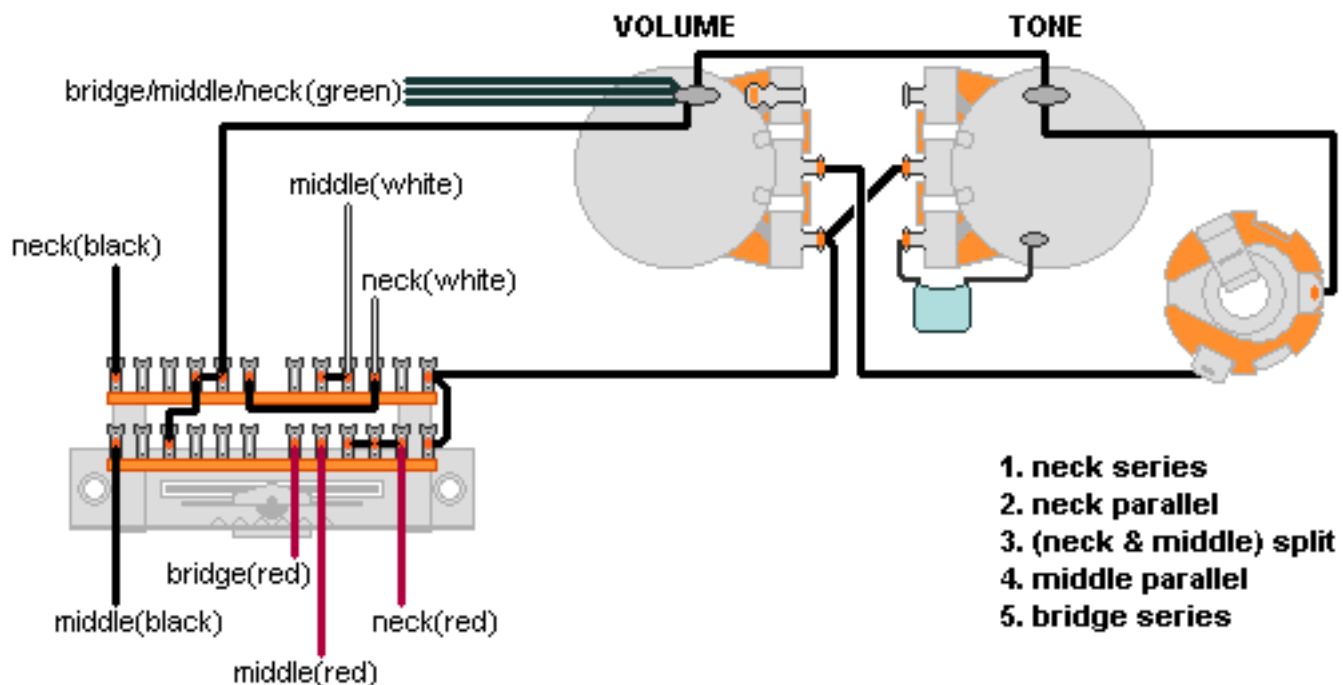 VOLUME
TONE
bridge/middle/neck(green)
middle(white)
neck(black)
neck(white)
bridge(red)
middle(black)
neck(red)
middle(red)
1. neck series
2. neck parallel
3. (neck & middle) split
4. middle parallel
5. bridge series